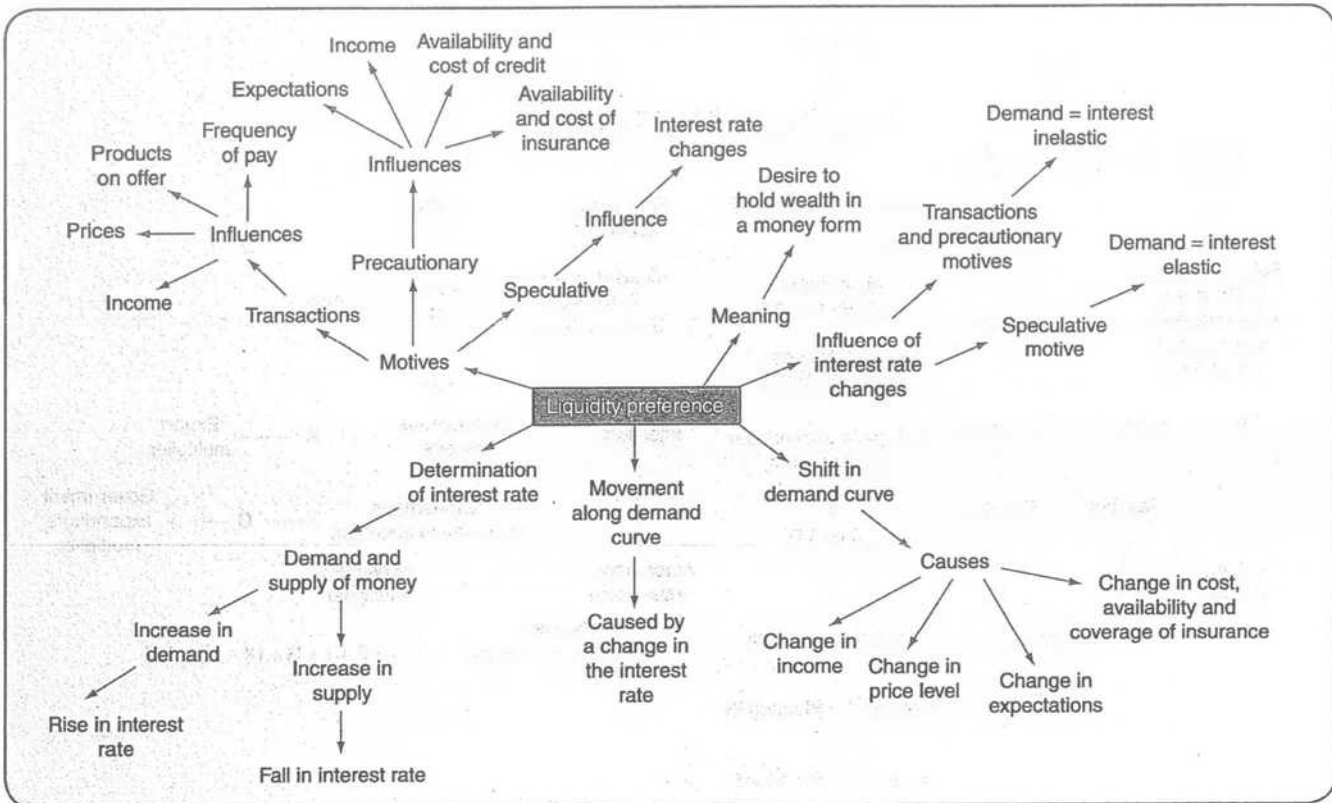 Income
Availability and
cost of credit
Expectations
Availability
and cost of
insurance
Influences
Frequency
of pay
Products
on offer
Prices
Influences
Income
Transactions
Precautionary
Interest rate
changes
Influence
Speculative
Motives
Desire to
hold wealth in
a money form
Meaning
Demand = interest
inelastic
Transactions
and precautionary
motives
Demand = interest
elastic
Speculative
motive
Influence of
interest rate
changes
Liquidity preference
Determination
of interest rate
Demand and
supply of money
Increase in
demand
Rise in interest
rate
Increase in
supply
Fall in interest rate
Movement
along demand
curve
Caused by
a change in
the interest
rate
Shift in
demand curve
Causes
Change in
income
Change in
price level
Change in
expectations
Change in cost,
availability and
coverage of insurance